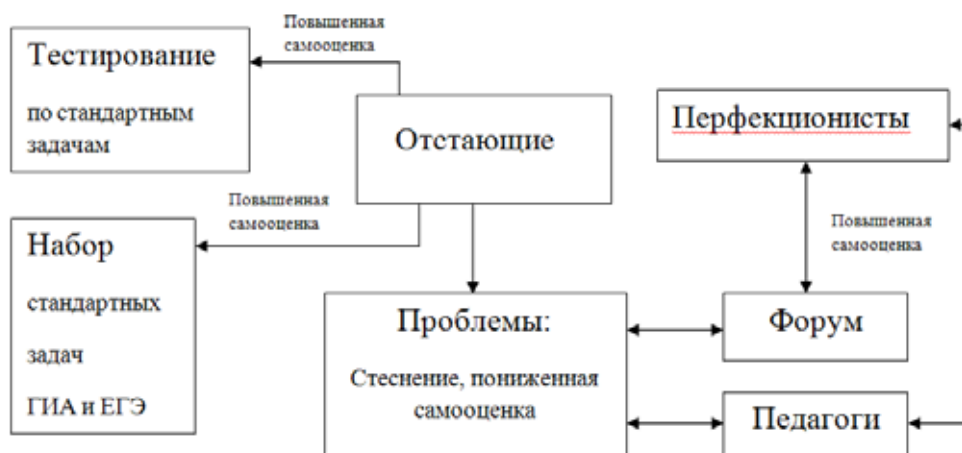 Повышенная
самооценка
Тестирование
по стандартным
задачам
Отстающие
Перфекционисты
Повышенная
самооценка
Повышенная
самооценка
Набор
стандартных
задач
ГИА и ЕГЭ
Проблемы:
Стеснение, пониженная
самооценка
Форум
Педагоги